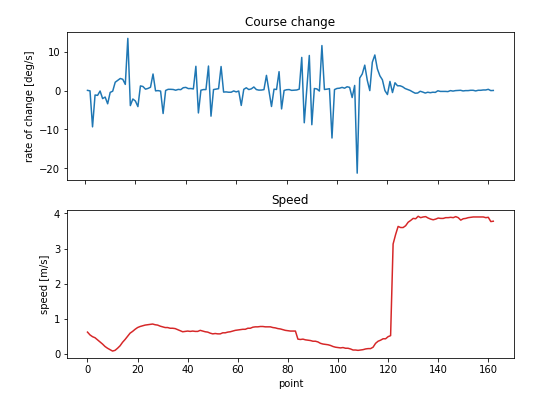 Course change
rate of change [deg/s]
10
0
−10
−20
Speed
speed [m/s]
4
3
2
1
0
0 20 40 60 80 100 120 140 160
point